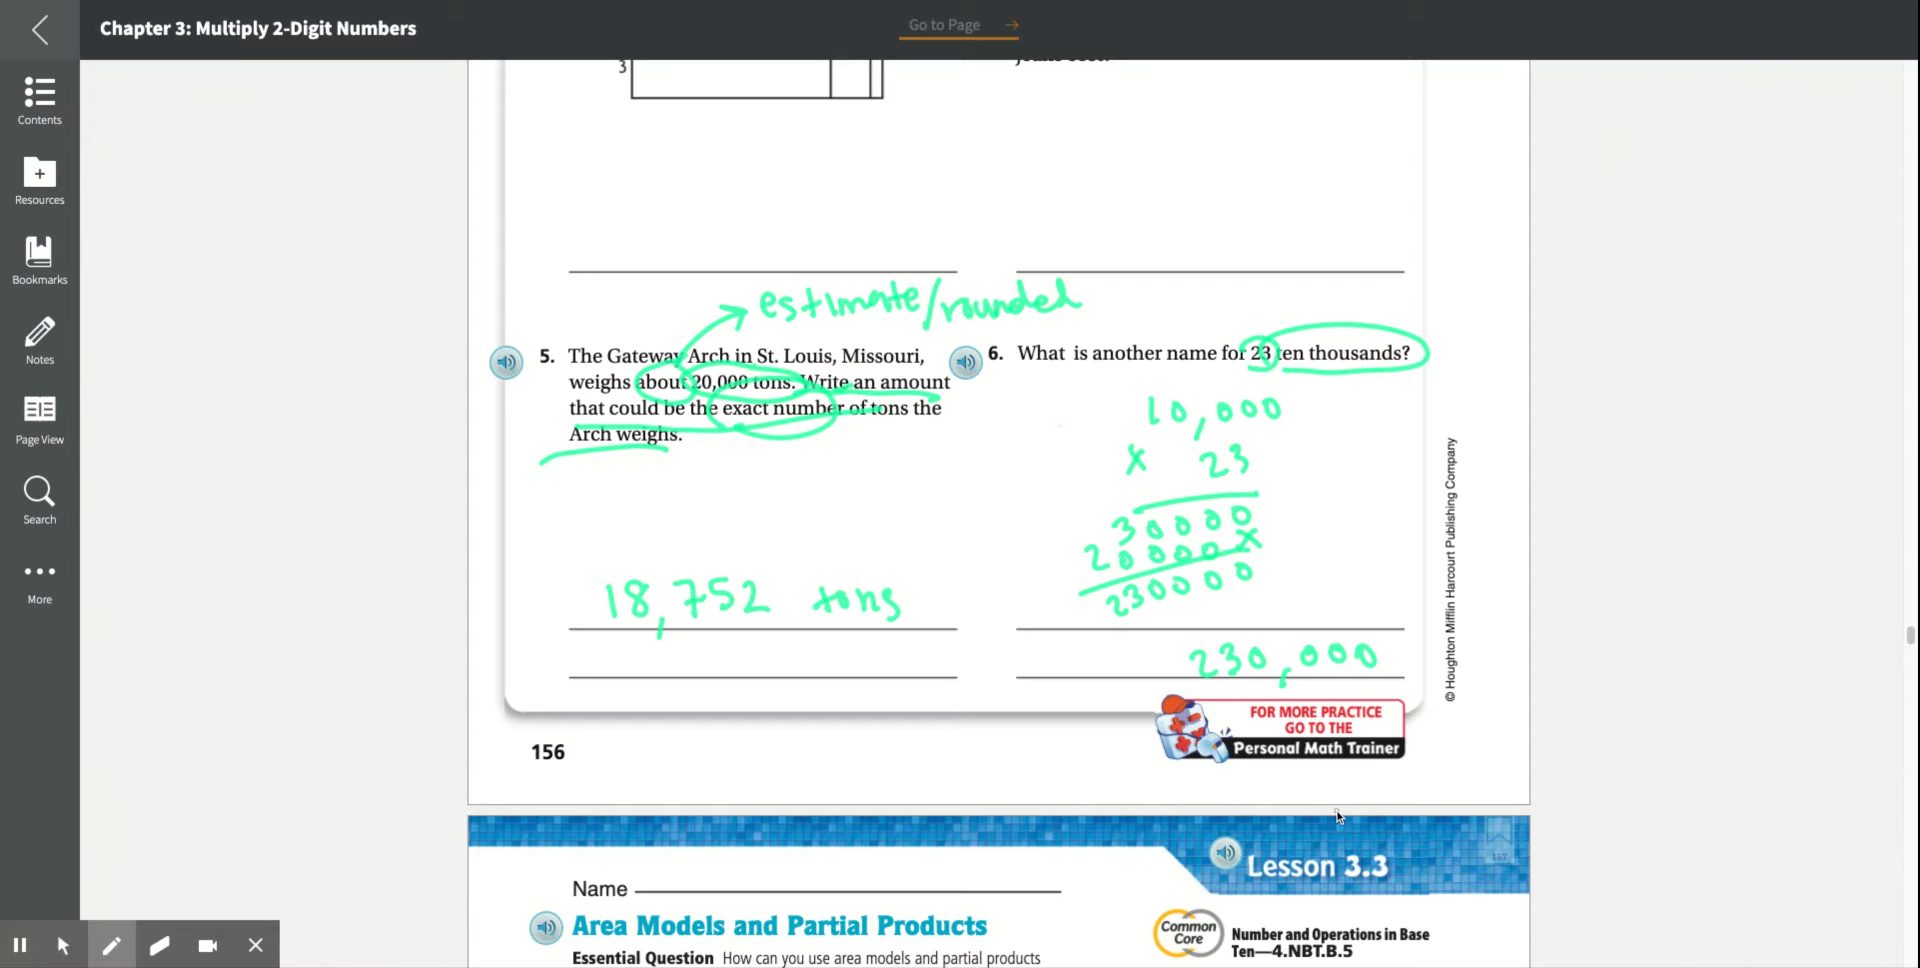 Chapter 3: Multiply 2-Digit Numbers
Go to Page →
Contents
Resources
Bookmarks
Notes
Page View
Search
More
3
estimate/rounded
5. The Gateway Arch in St. Louis, Missouri,
weighs about 20,000 tons. Write an amount
that could be the exact number of tons the
Arch weighs.
18,752 tons
6. What is another name for 23 ten thousands?
10,000
x 23
30000
20000x
230000
230,000
© Houghton Mifflin Harcourt Publishing Company
FOR MORE PRACTICE
GO TO THE
Personal Math Trainer
156
Lesson 3.3
157
Name
Area Models and Partial Products
Essential Question How can you use area models and partial products
Common
Core
Number and Operations in Base
Ten—4.NBT.B.5